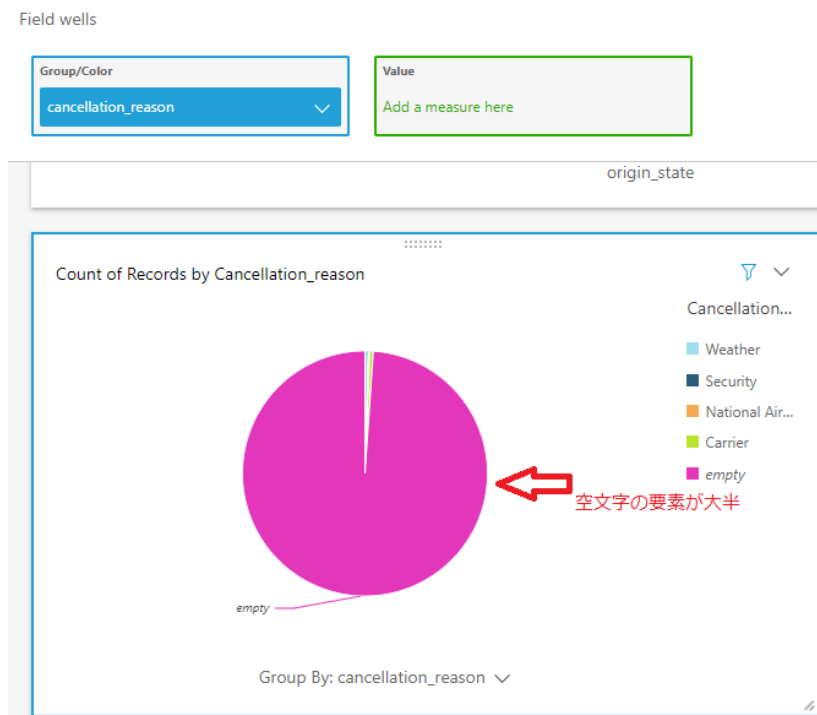 Field wells
Group/Color
cancellation_reason
Value
Add a measure here
origin_state
Count of Records by Cancellation_reason
Cancellation...
Weather
Security
National Air...
Carrier
empty
空文字の要素が大半
empty
Group By: cancellation_reason